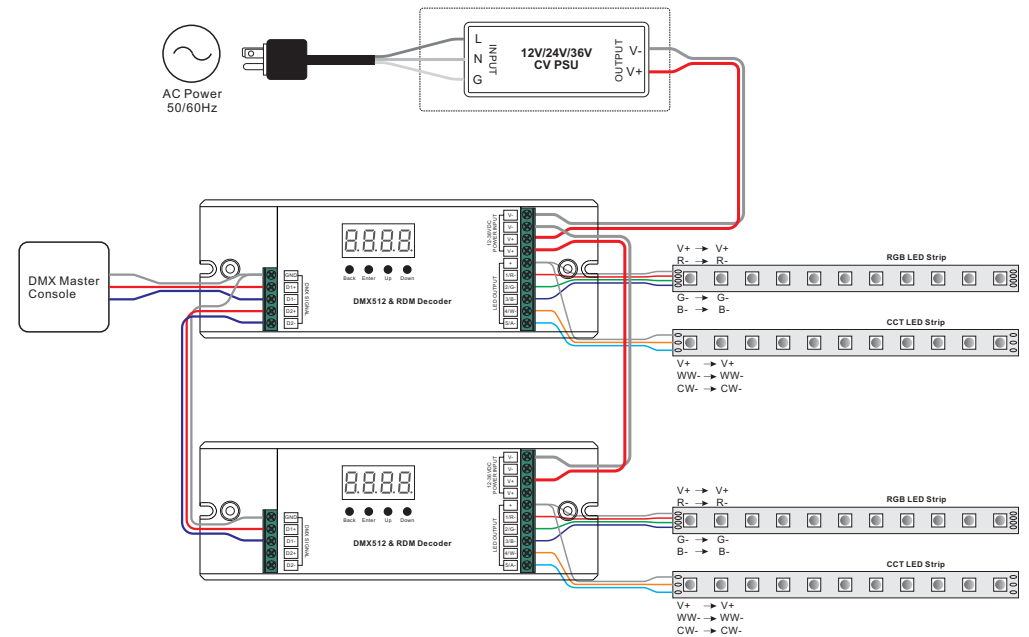 L
N
G
INPUT
12V/24V/36V
CV PSU
OUTPUT
V-
V+
AC Power
50/60Hz
DMX Master
Console
GND
D1+
D1-
D2+
D2-
DMX SIGNAL
8.8.8.8.
Back Enter Up Down
DMX512 & RDM Decoder
12-36VDC
POWER INPUT
LED OUTPUT
V-
V-
V+
V+
+
1/R-
2/G-
3/B-
4/W-
5/A-
V+ → V+
R- → R-
RGB LED Strip
G- → G-
B- → B-
CCT LED Strip
V+ → V+
WW- → WW-
CW- → CW-
GND
D1+
D1-
D2+
D2-
DMX SIGNAL
8.8.8.8.
Back Enter Up Down
DMX512 & RDM Decoder
12-36VDC
POWER INPUT
LED OUTPUT
V-
V-
V+
V+
+
1/R-
2/G-
3/B-
4/W-
5/A-
V+ → V+
R- → R-
RGB LED Strip
G- → G-
B- → B-
CCT LED Strip
V+ → V+
WW- → WW-
CW- → CW-